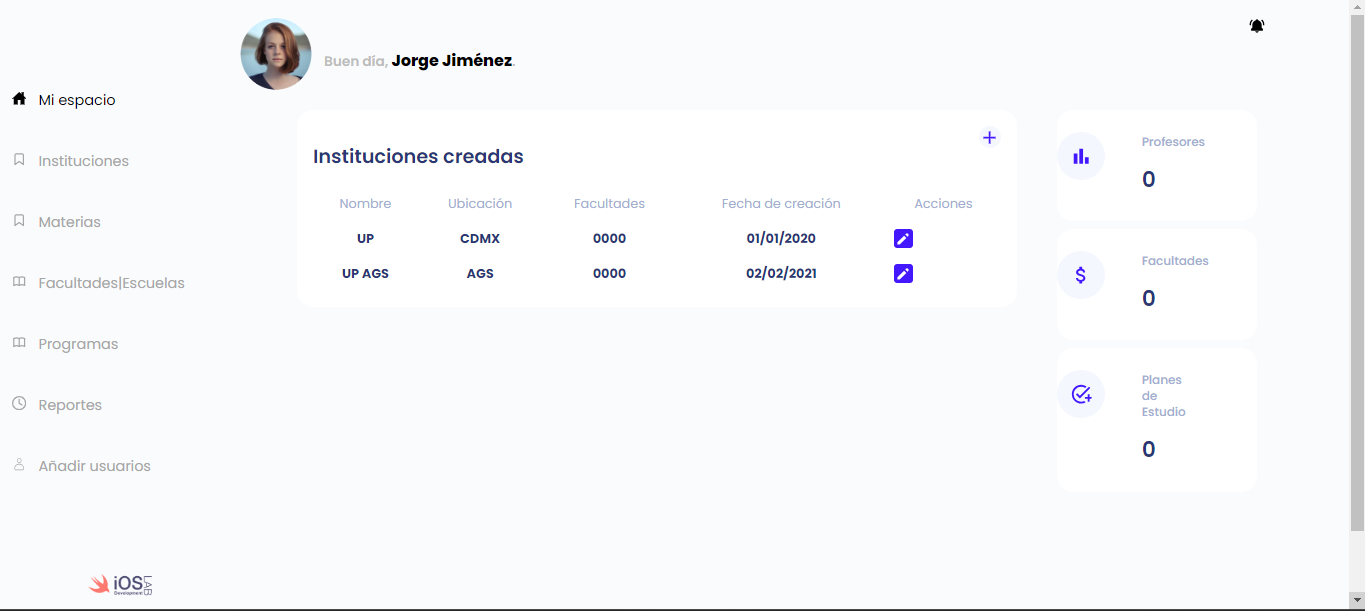 Buen día, Jorge Jiménez.
Mi espacio
Instituciones
Materias
Facultades|Escuelas
Programas
Reportes
Añadir usuarios
iOS LAB
Development
Instituciones creadas
+
Nombre Ubicación Facultades Fecha de creación Acciones
UP CDMX 0000 01/01/2020
UP AGS AGS 0000 02/02/2021
Profesores
0
$
Facultades
0
Planes
de
Estudio
0